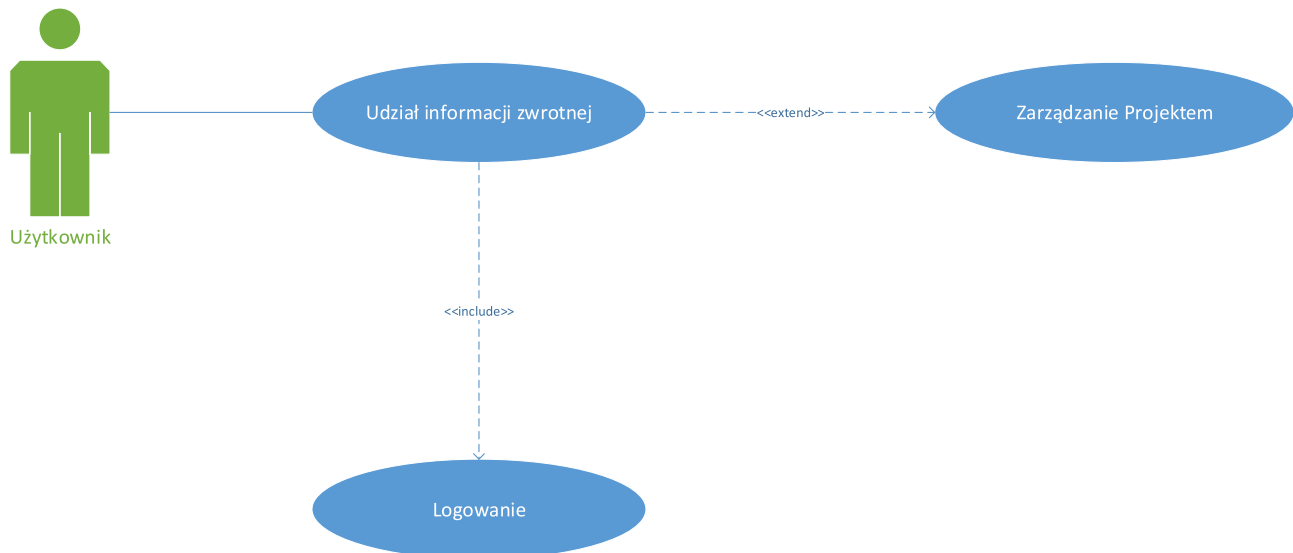 Udział informacji zwrotnej
<<extend>>
Zarządzanie Projektem
Użytkownik
<<include>>
Logowanie